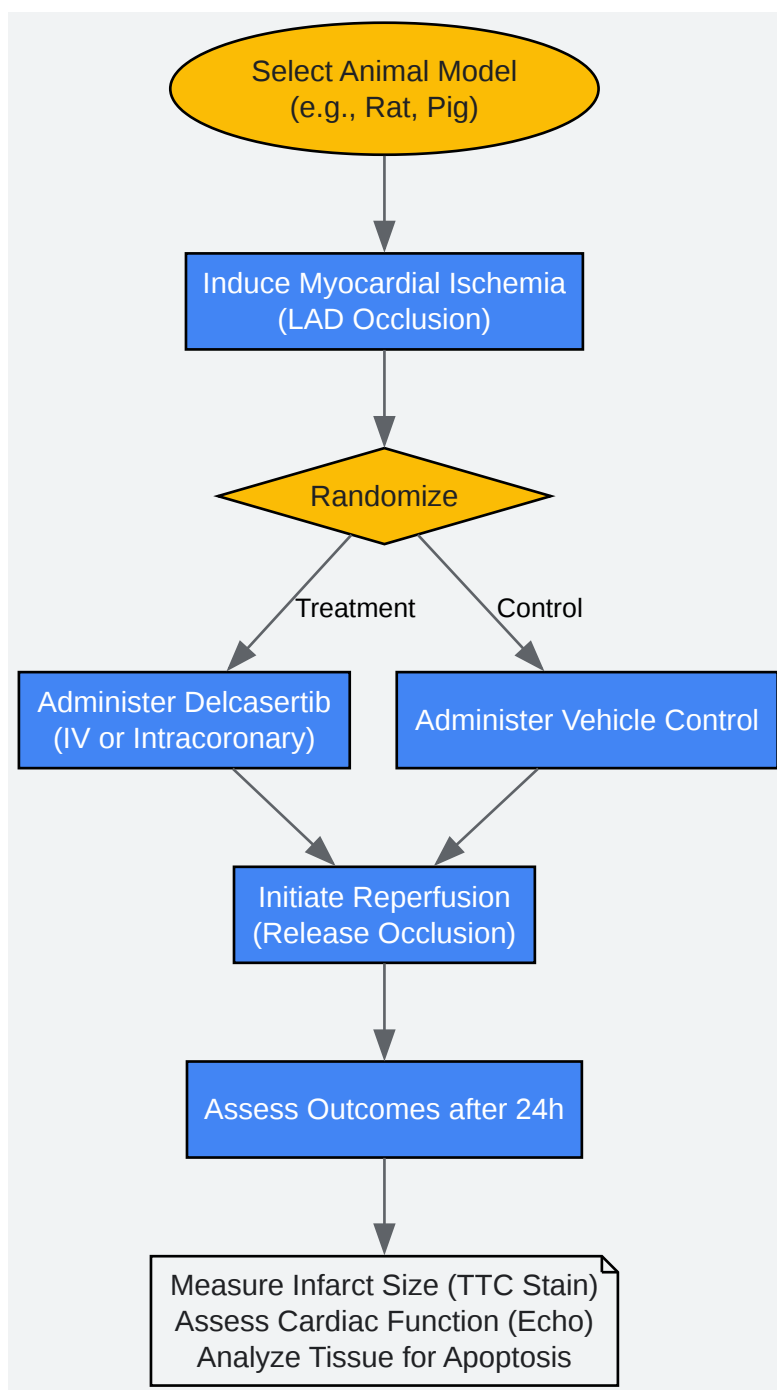 Select Animal Model
(e.g., Rat, Pig)
Induce Myocardial Ischemia
(LAD Occlusion)
Randomize
Treatment
Control
Administer Delcasertib
(IV or Intracoronary)
Administer Vehicle Control
Initiate Reperfusion
(Release Occlusion)
Assess Outcomes after 24h
Measure Infarct Size (TTC Stain)
Assess Cardiac Function (Echo)
Analyze Tissue for Apoptosis